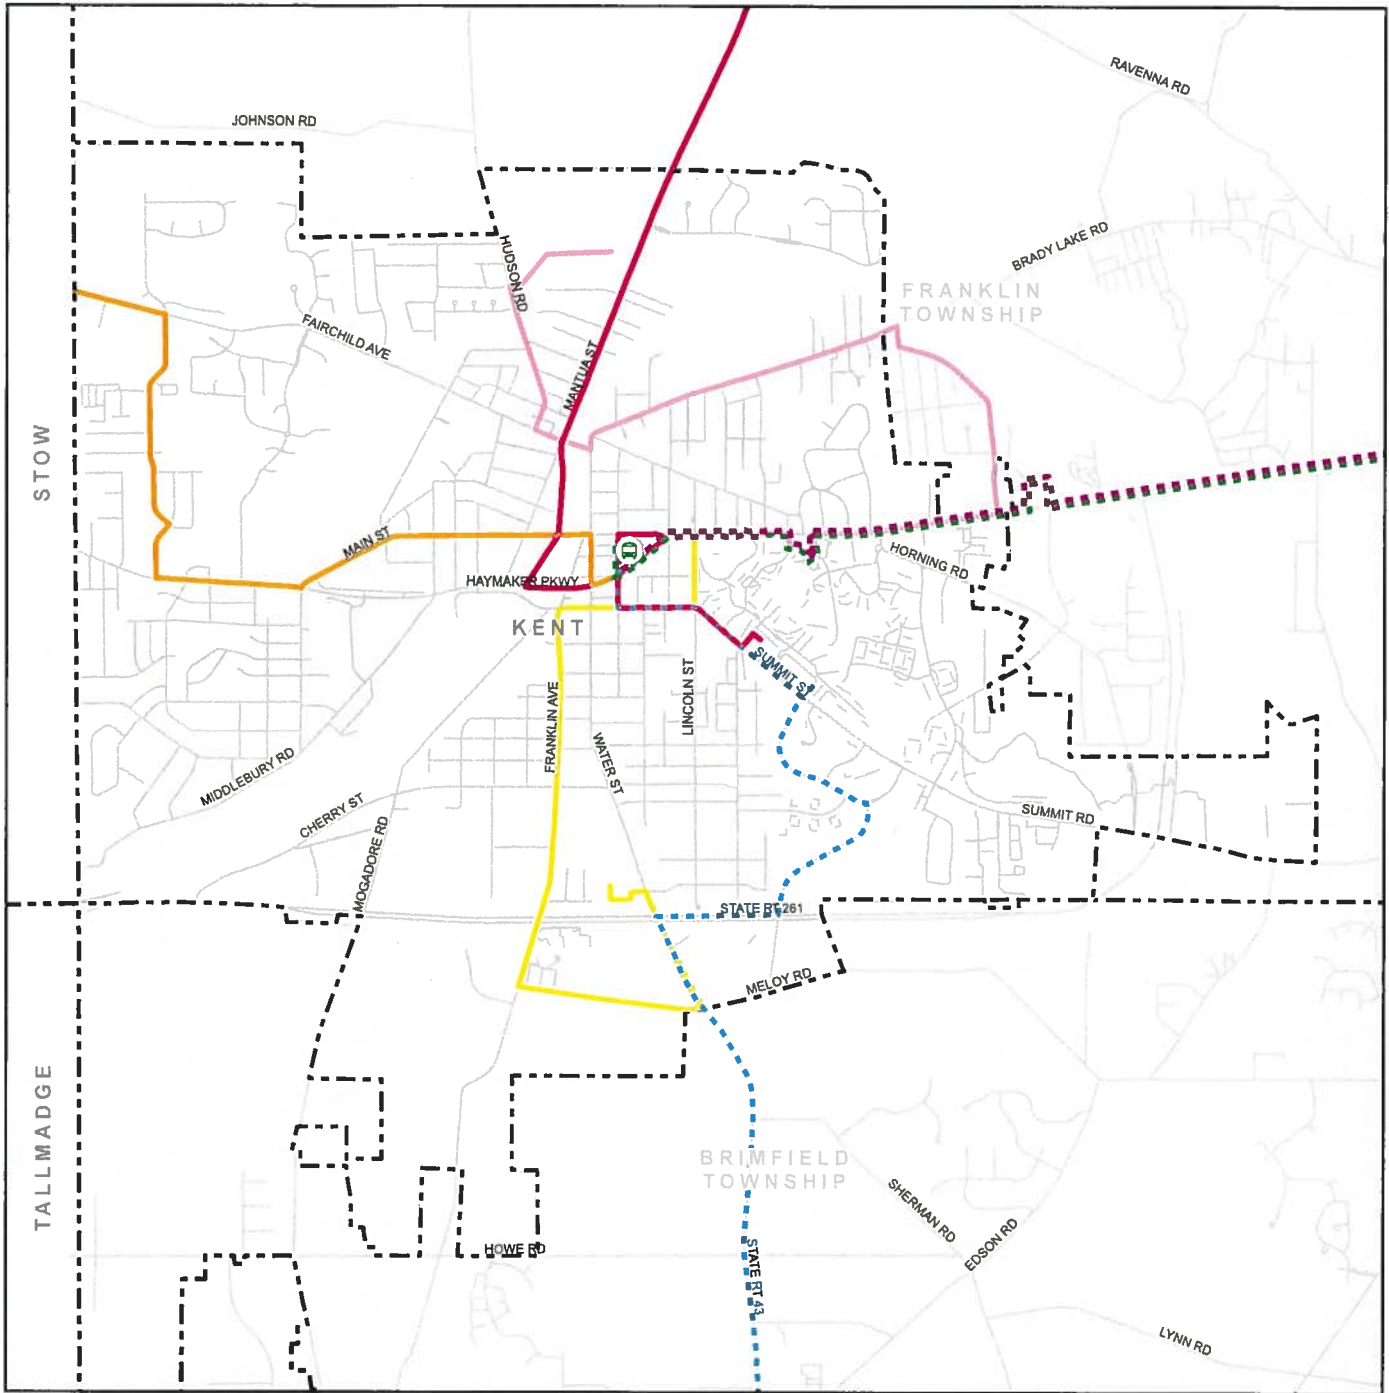 RAVENNA RD
JOHNSON RD
BRADY LAKE RD
HUDSON RD
FRANKLIN
TOWNSHIP
FAIRCHILD AVE
MANTUA ST
STOW
MAIN ST
HORNING RD
HAYMAKER PKWY
KENT
SUMMIT ST
LINCOLN ST
FRANKLIN AVE
WATER ST
MIDDLEBURY RD
CHERRY ST
MOGADORE RD
SUMMIT RD
STATE RT 261
MELOY RD
TALLMADGE
BRIMFIELD
TOWNSHIP
SHERMAN RD
EDSON RD
HOWE RD
STATE RT 43
LYNN RD